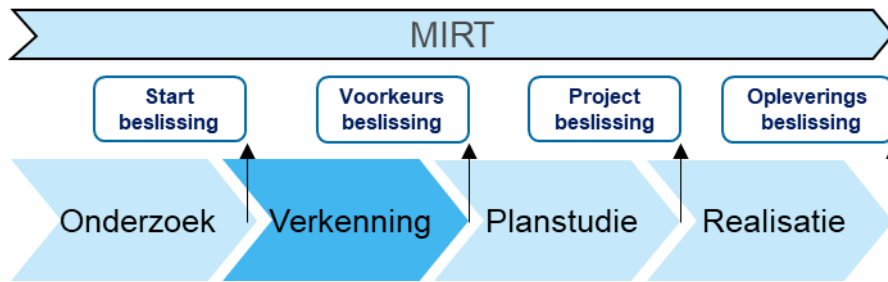 MIRT
Start
beslissing
Voorkeurs
beslissing
Project
beslissing
Opleverings
beslissing
Onderzoek
Verkenning
Planstudie
Realisatie